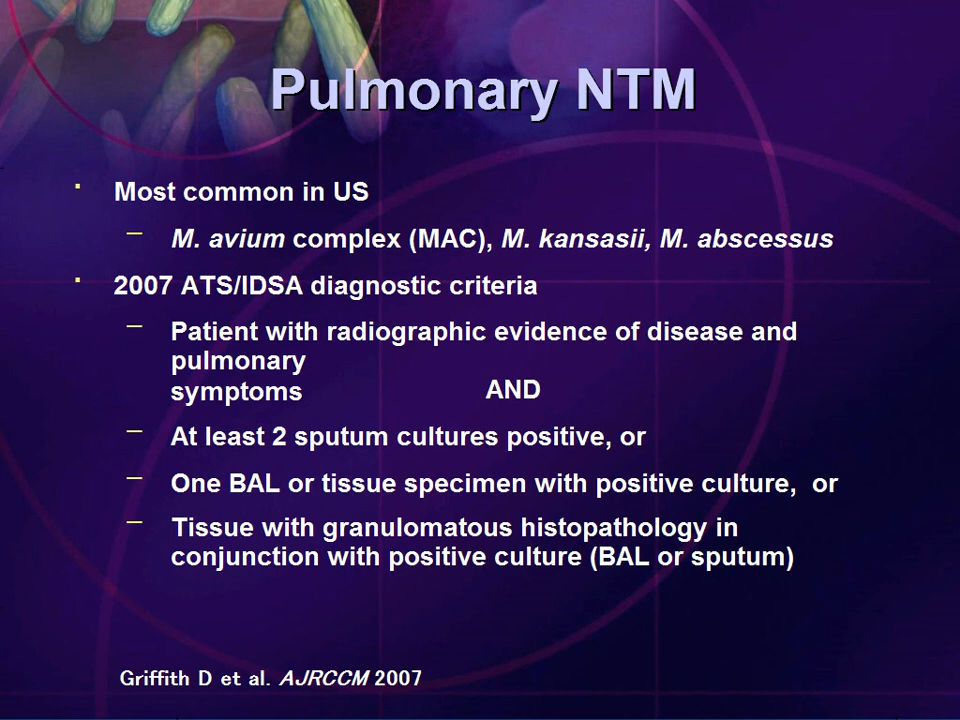 Pulmonary NTM
Most common in US
– M. avium complex (MAC), M. kansasii, M. abscessus
2007 ATS/IDSA diagnostic criteria
– Patient with radiographic evidence of disease and
pulmonary
symptoms AND
– At least 2 sputum cultures positive, or
– One BAL or tissue specimen with positive culture, or
– Tissue with granulomatous histopathology in
conjunction with positive culture (BAL or sputum)
Griffith D et al. AJRCCM 2007